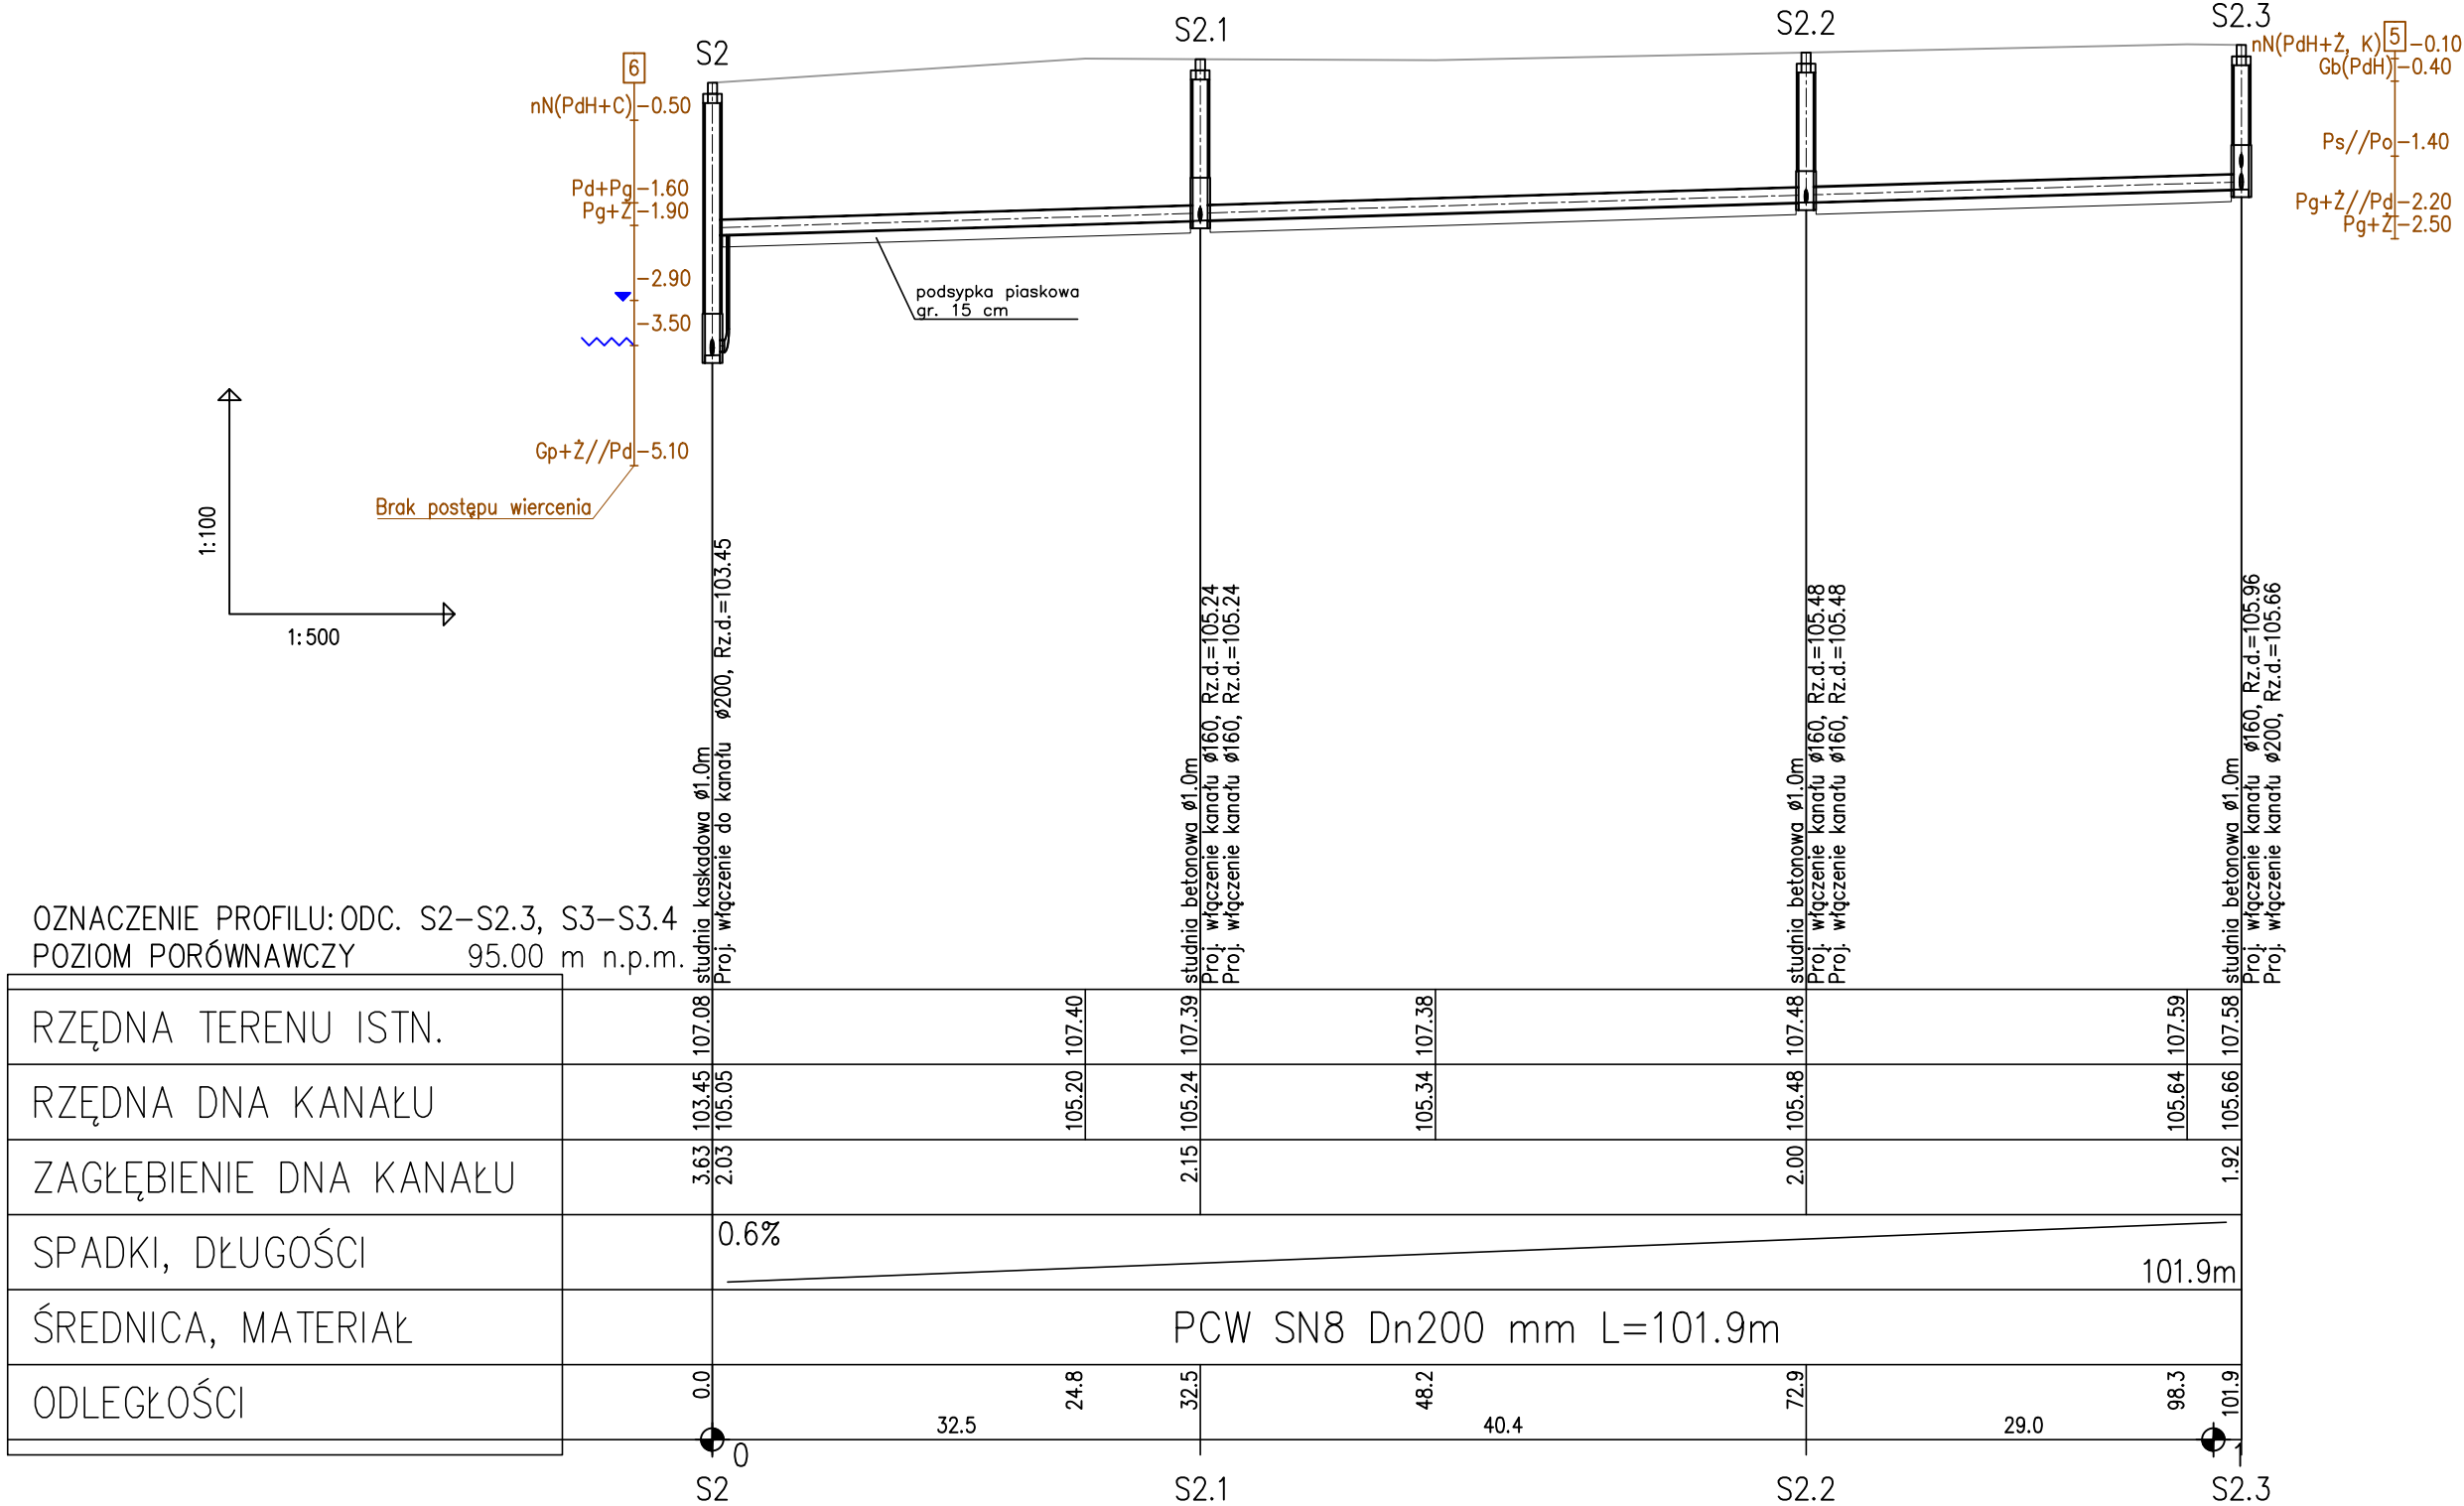 S2
S2.1
S2.2
S2.3
6
nN(PdH+C) -0.50
Pd+Pg -1.60
Pg+Ż -1.90
-2.90
-3.50
Gp+Ż//Pd -5.10
Brak postępu wiercenia
5
nN(PdH+Ż, K) -0.10
Gb(PdH) -0.40
Ps//Po -1.40
Pg+Ż//Pd -2.20
Pg+Ż -2.50
podsypka piaskowa
gr. 15 cm
1:100
1:500
studnia kaskadowa ø1.0m
Proj. włączenie do kanału ø200, Rz.d.=103.45
studnia betonowa ø1.0m
Proj. włączenie kanału ø160, Rz.d.=105.24
Proj. włączenie kanału ø160, Rz.d.=105.24
studnia betonowa ø1.0m
Proj. włączenie kanału ø160, Rz.d.=105.48
Proj. włączenie kanału ø160, Rz.d.=105.48
studnia betonowa ø1.0m
Proj. włączenie kanału ø160, Rz.d.=105.96
Proj. włączenie kanału ø200, Rz.d.=105.66
OZNACZENIE PROFILU: ODC. S2-S2.3, S3-S3.4
POZIOM PORÓWNAWCZY 95.00 m n.p.m.
RZĘDNA TERENU ISTN. 107.08 107.40 107.39 107.38 107.48 107.59 107.58
RZĘDNA DNA KANAŁU 103.45 105.05 105.20 105.24 105.34 105.48 105.64 105.66
ZAGŁĘBIENIE DNA KANAŁU 3.63 2.03 2.15 2.00 1.92
SPADKI, DŁUGOŚCI 0.6% 101.9m
ŚREDNICA, MATERIAŁ PCW SN8 Dn200 mm L=101.9m
ODLEGŁOŚCI 0.0 24.8 32.5 48.2 72.9 98.3 101.9
32.5 40.4 29.0
0 1
S2 S2.1 S2.2 S2.3